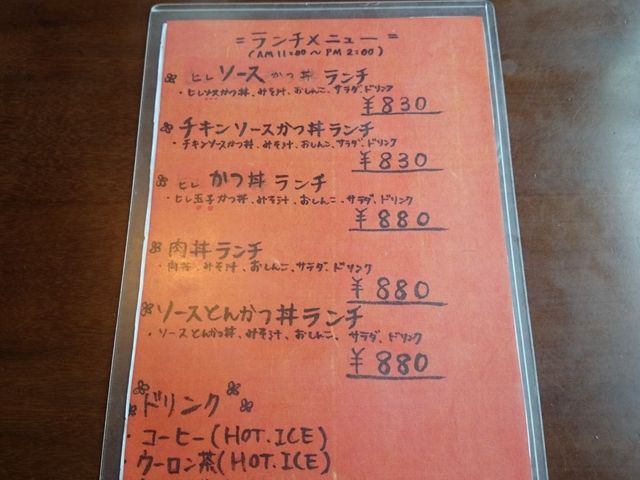 =ランチメニュー=
(AM 11:00 ～ PM 2:00)
ヒレソースかつ丼ランチ
・ヒレソースかつ丼、みそ汁、おしんこ、サラダ、ドリンク
¥830
チキンソースかつ丼ランチ
・チキンソースかつ丼、みそ汁、おしんこ、サラダ、ドリンク
¥830
ヒレかつ丼ランチ
・ヒレ玉子かつ丼、みそ汁、おしんこ、サラダ、ドリンク
¥880
肉丼ランチ
・肉丼、みそ汁、おしんこ、サラダ、ドリンク
¥880
ソースとんかつ丼ランチ
・ソースとんかつ丼、みそ汁、おしんこ、サラダ、ドリンク
¥880
ドリンク
・コーヒー(HOT.ICE)
・ウーロン茶(HOT.ICE)